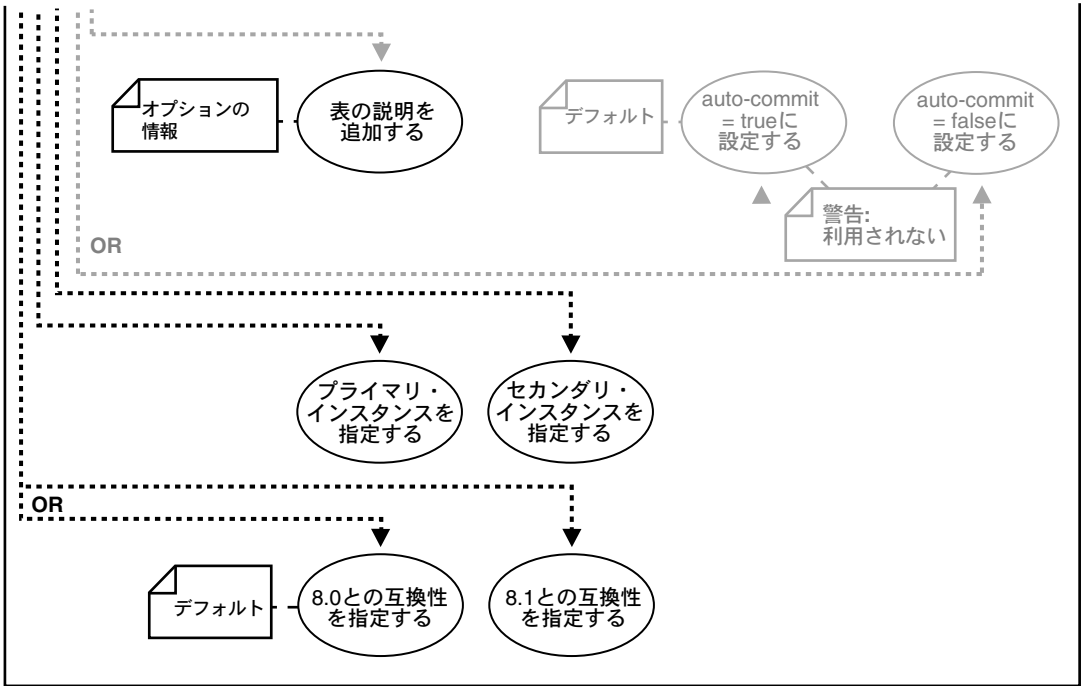 オプションの
情報
表の説明を
追加する
デフォルト
auto-commit
= trueに
設定する
auto-commit
= falseに
設定する
警告:
利用されない
OR
プライマリ・
インスタンスを
指定する
セカンダリ・
インスタンスを
指定する
OR
デフォルト
8.0との互換性
を指定する
8.1との互換性
を指定する